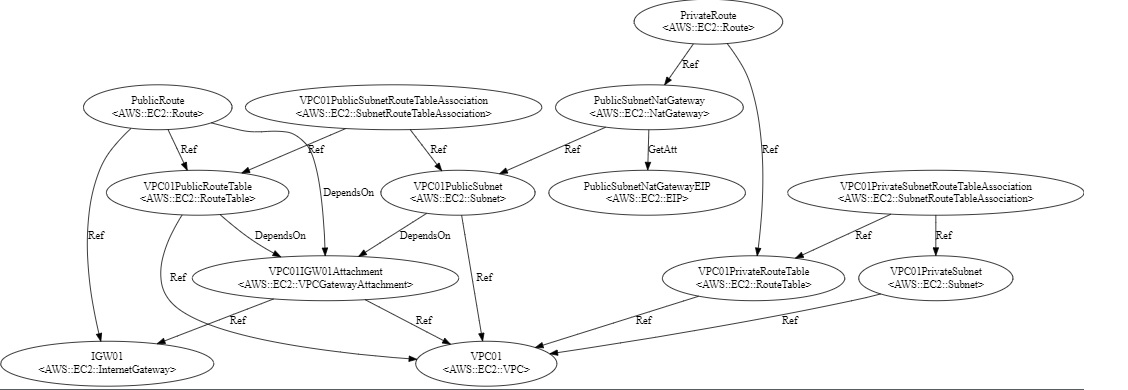 PrivateRoute
<AWS::EC2::Route>
Ref
PublicRoute
<AWS::EC2::Route>
VPC01PublicSubnetRouteTableAssociation
<AWS::EC2::SubnetRouteTableAssociation>
PublicSubnetNatGateway
<AWS::EC2::NatGateway>
Ref
Ref
Ref
Ref
GetAtt
Ref
VPC01PublicRouteTable
<AWS::EC2::RouteTable>
DependsOn
VPC01PublicSubnet
<AWS::EC2::Subnet>
PublicSubnetNatGatewayEIP
<AWS::EC2::EIP>
VPC01PrivateSubnetRouteTableAssociation
<AWS::EC2::SubnetRouteTableAssociation>
Ref
DependsOn
DependsOn
Ref
Ref
Ref
VPC01IGW01Attachment
<AWS::EC2::VPCGatewayAttachment>
Ref
VPC01PrivateRouteTable
<AWS::EC2::RouteTable>
VPC01PrivateSubnet
<AWS::EC2::Subnet>
Ref
Ref
Ref
Ref
IGW01
<AWS::EC2::InternetGateway>
VPC01
<AWS::EC2::VPC>